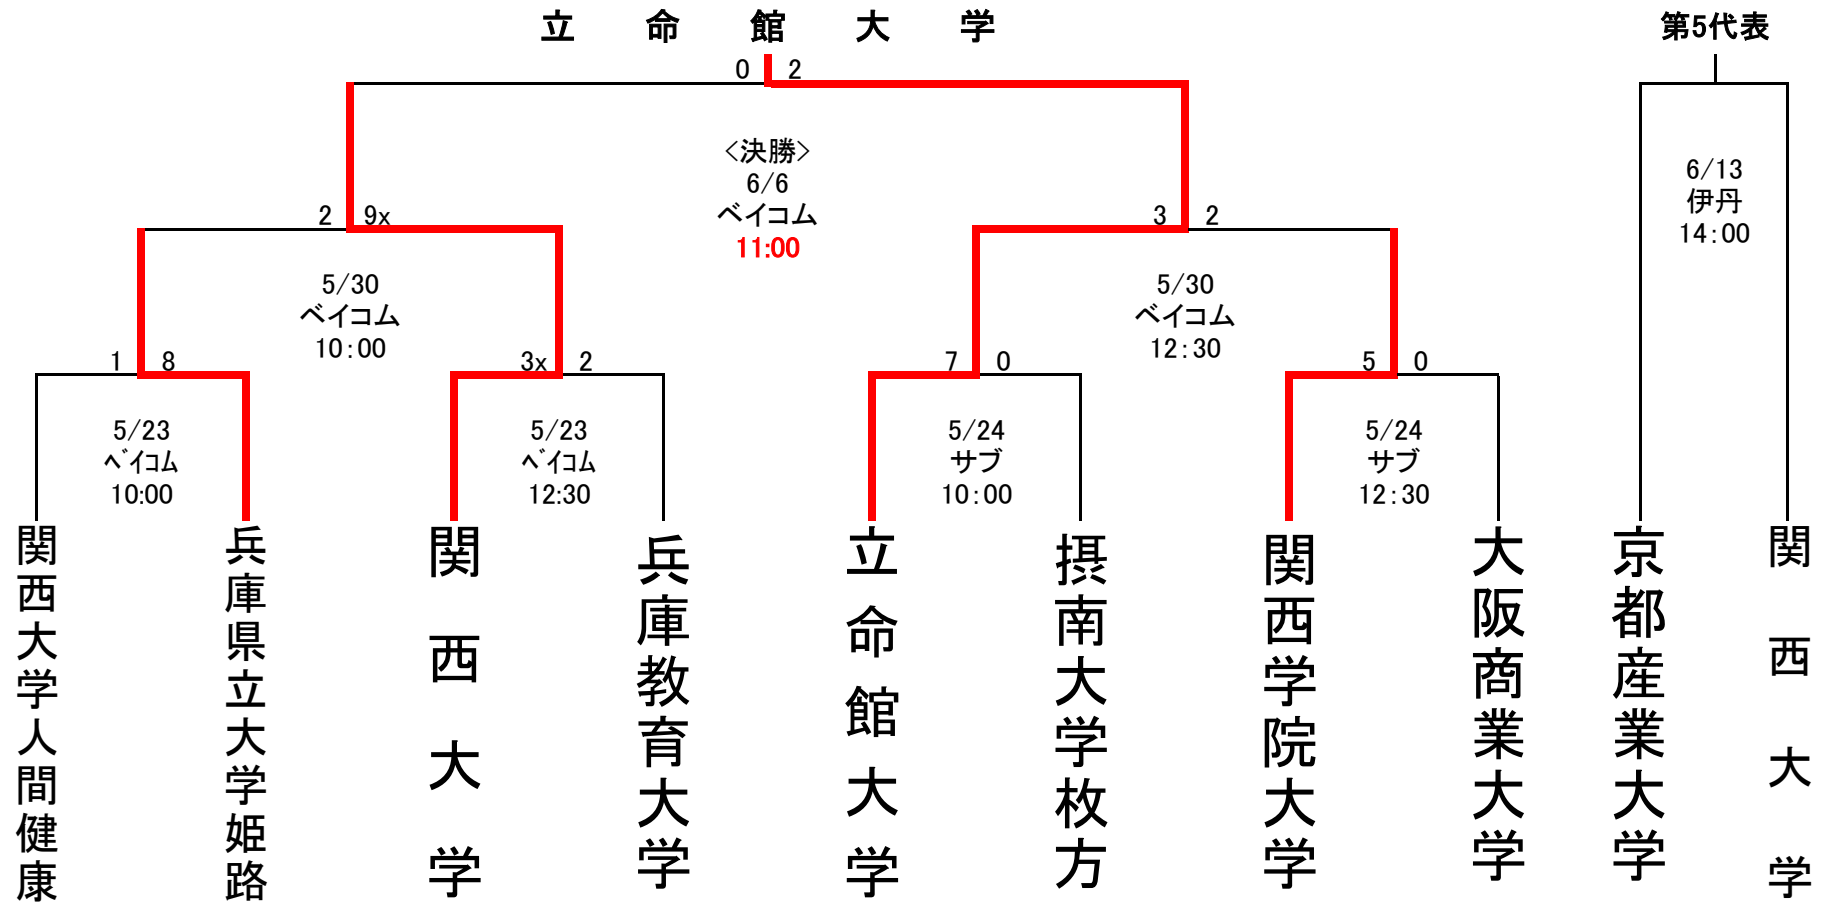 立命館大学
第5代表
0 2
<決勝>
6/6
ベイコム
11:00
6/13
伊丹
14:00
2 9x
3 2
5/30
ベイコム
10:00
5/30
ベイコム
12:30
1 8
3x 2
7 0
5 0
5/23
ベイコム
10:00
5/23
ベイコム
12:30
5/24
サブ
10:00
5/24
サブ
12:30
関西大学人間健康
兵庫県立大学姫路
関西大学
兵庫教育大学
立命館大学
摂南大学枚方
関西学院大学
大阪商業大学
京都産業大学
関西大学